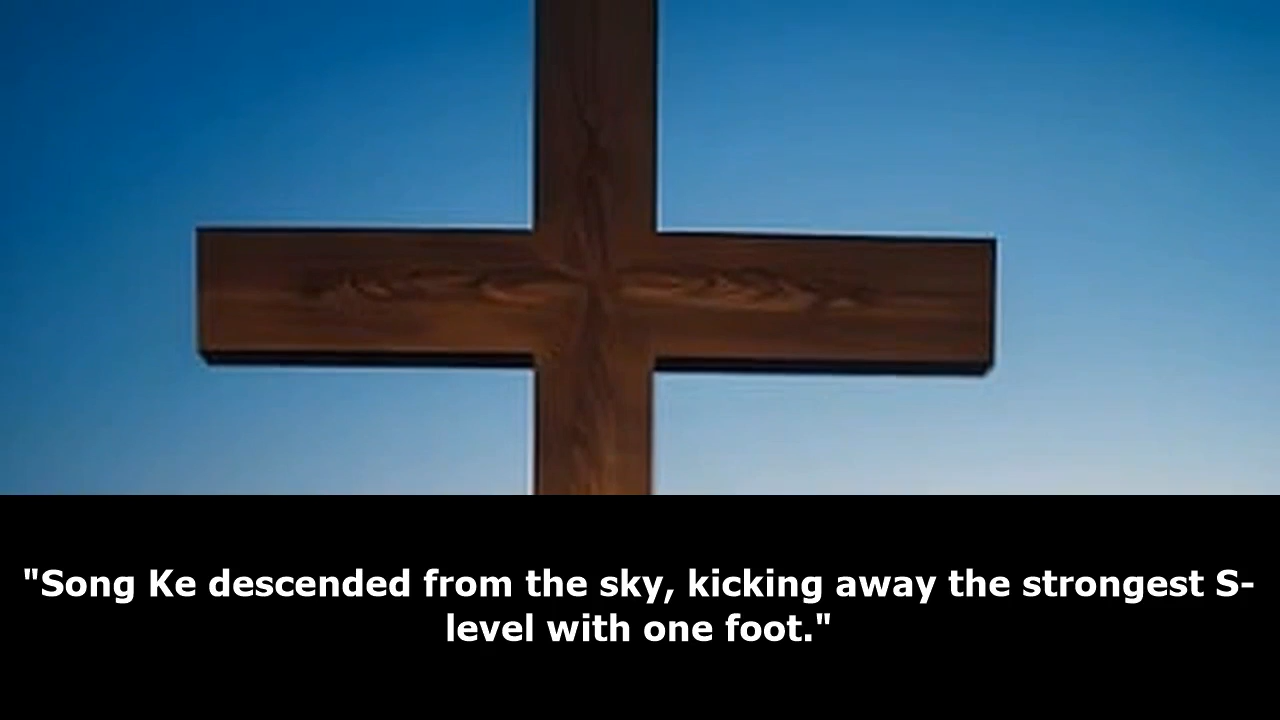 "Song Ke descended from the sky, kicking away the strongest S-
level with one foot."